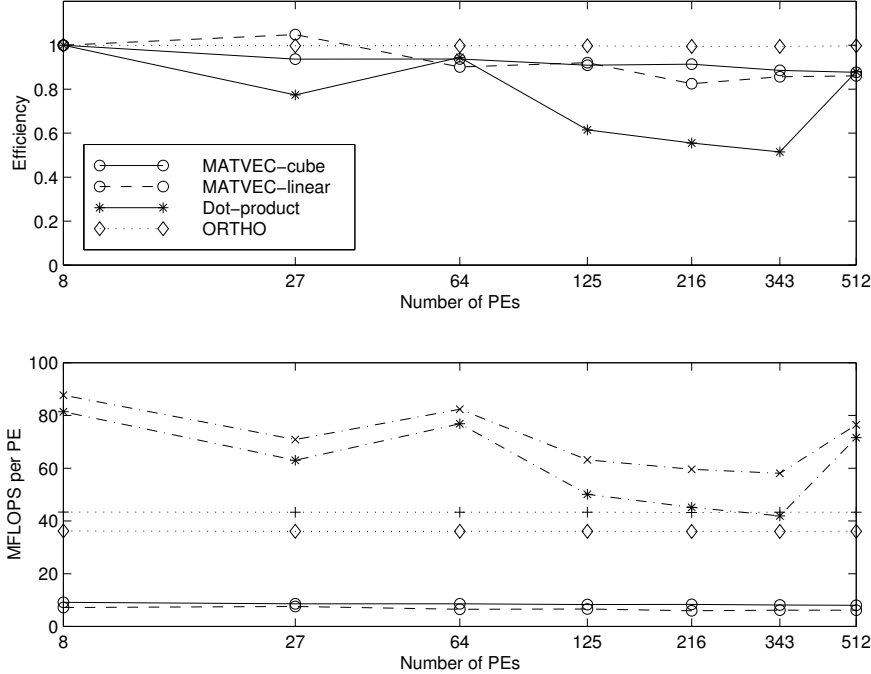 1
0.8
0.6
0.4
0.2
0
Efficiency
MATVEC−cube
MATVEC−linear
Dot−product
ORTHO
8 27 64 125 216 343 512
Number of PEs
100
80
60
40
20
0
MFLOPS per PE
8 27 64 125 216 343 512
Number of PEs